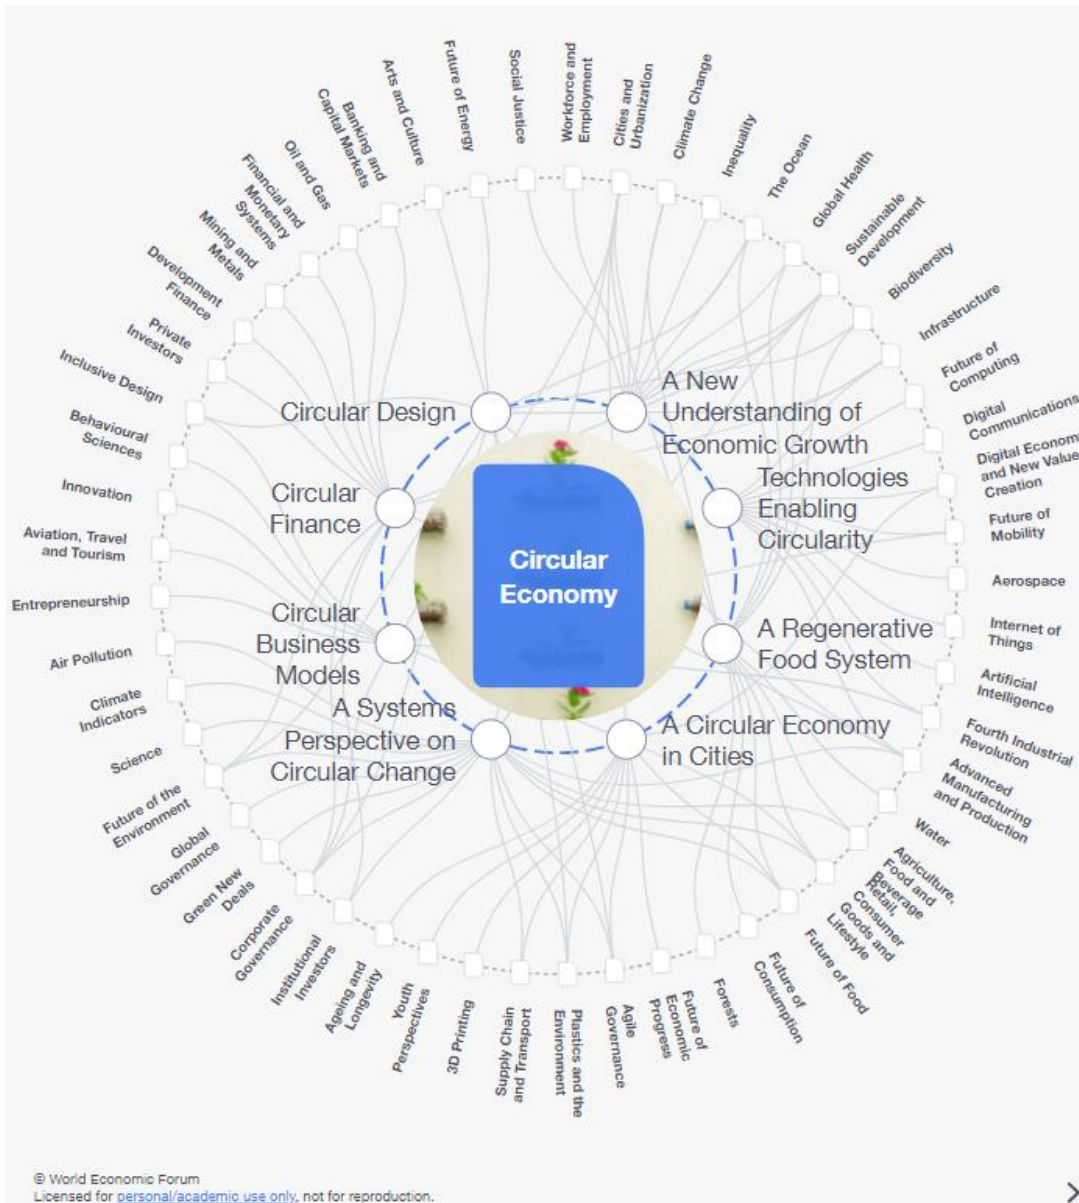 Future of Energy
Social Justice
Workforce and
Employment
Cities and
Urbanization
Climate Change
Inequality
The Ocean
Global Health
Sustainable
Development
Biodiversity
Infrastructure
Future of
Computing
Digital
Communications
Digital Econom
and New Value
Creation
Future of
Mobility
Aerospace
Internet of
Things
Artificial
Intelligence
Fourth Industrial
Revolution
Advanced
Manufacturing
and Production
Water
Agriculture,
Food and
Beverage
Retail,
Consumer
Goods and
Lifestyle
Future of Food
Future of
Consumption
Forests
Future of
Economic
Progress
Agile
Governance
Plastics and the
Environment
Supply Chain
and Transport
3D Printing
Youth
Perspectives
Ageing and
Longevity
Institutional
Investors
Corporate
Governance
Green New
Deals
Global
Governance
Future of the
Environment
Science
Climate
Indicators
Air Pollution
Entrepreneurship
Aviation, Travel
and Tourism
Innovation
Behavioural
Sciences
Inclusive Design
Private
Investors
Development
Finance
Mining and
Metals
Financial and
Monetary
Systems
Oil and Gas
Banking and
Capital Markets
Arts and Culture
Circular Design
A New
Understanding of
Economic Growth
Technologies
Enabling
Circularity
A Regenerative
Food System
A Circular Economy
in Cities
A Systems
Perspective on
Circular Change
Circular
Business
Models
Circular
Finance
Circular
Economy
© World Economic Forum
Licensed for personal/academic use only, not for reproduction.